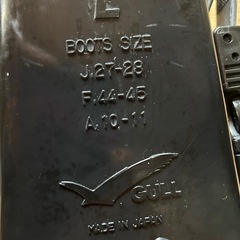 L
BOOTS SIZE
J.27-28
F.44-45
A.10-11
GULL
MADE IN JAPAN